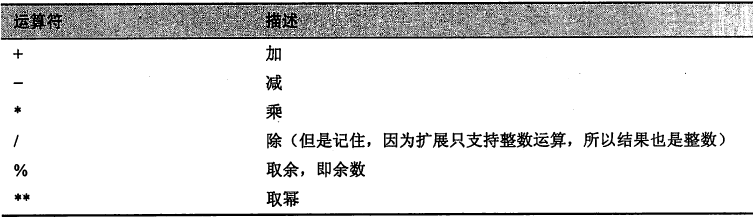 运算符 描述
+ 加
− 减
* 乘
/ 除（但是记住，因为扩展只支持整数运算，所以结果也是整数）
% 取余，即余数
** 取幂